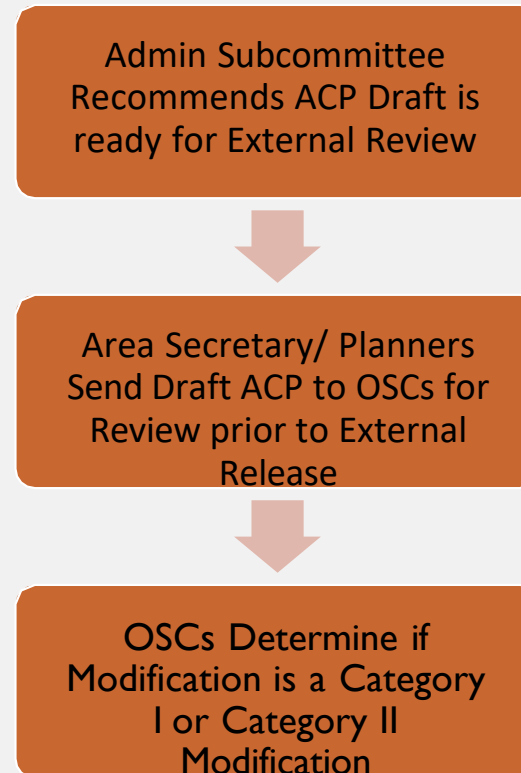 Admin Subcommittee
Recommends ACP Draft is
ready for External Review
Area Secretary/ Planners
Send Draft ACP to OSCs for
Review prior to External
Release
OSCs Determine if
Modification is a Category
I or Category II
Modification